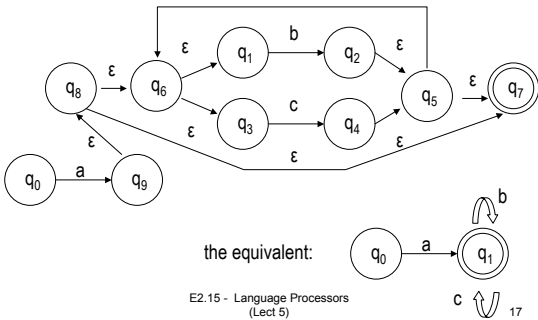 b
ε q₁ q₂ ε
q₈ ε q₆ q₅ ε q₇
c
q₃ q₄
ε ε ε
ε
q₀ a q₉
b
the equivalent: q₀ a q₁
c
E2.15 - Language Processors
(Lect 5)
17